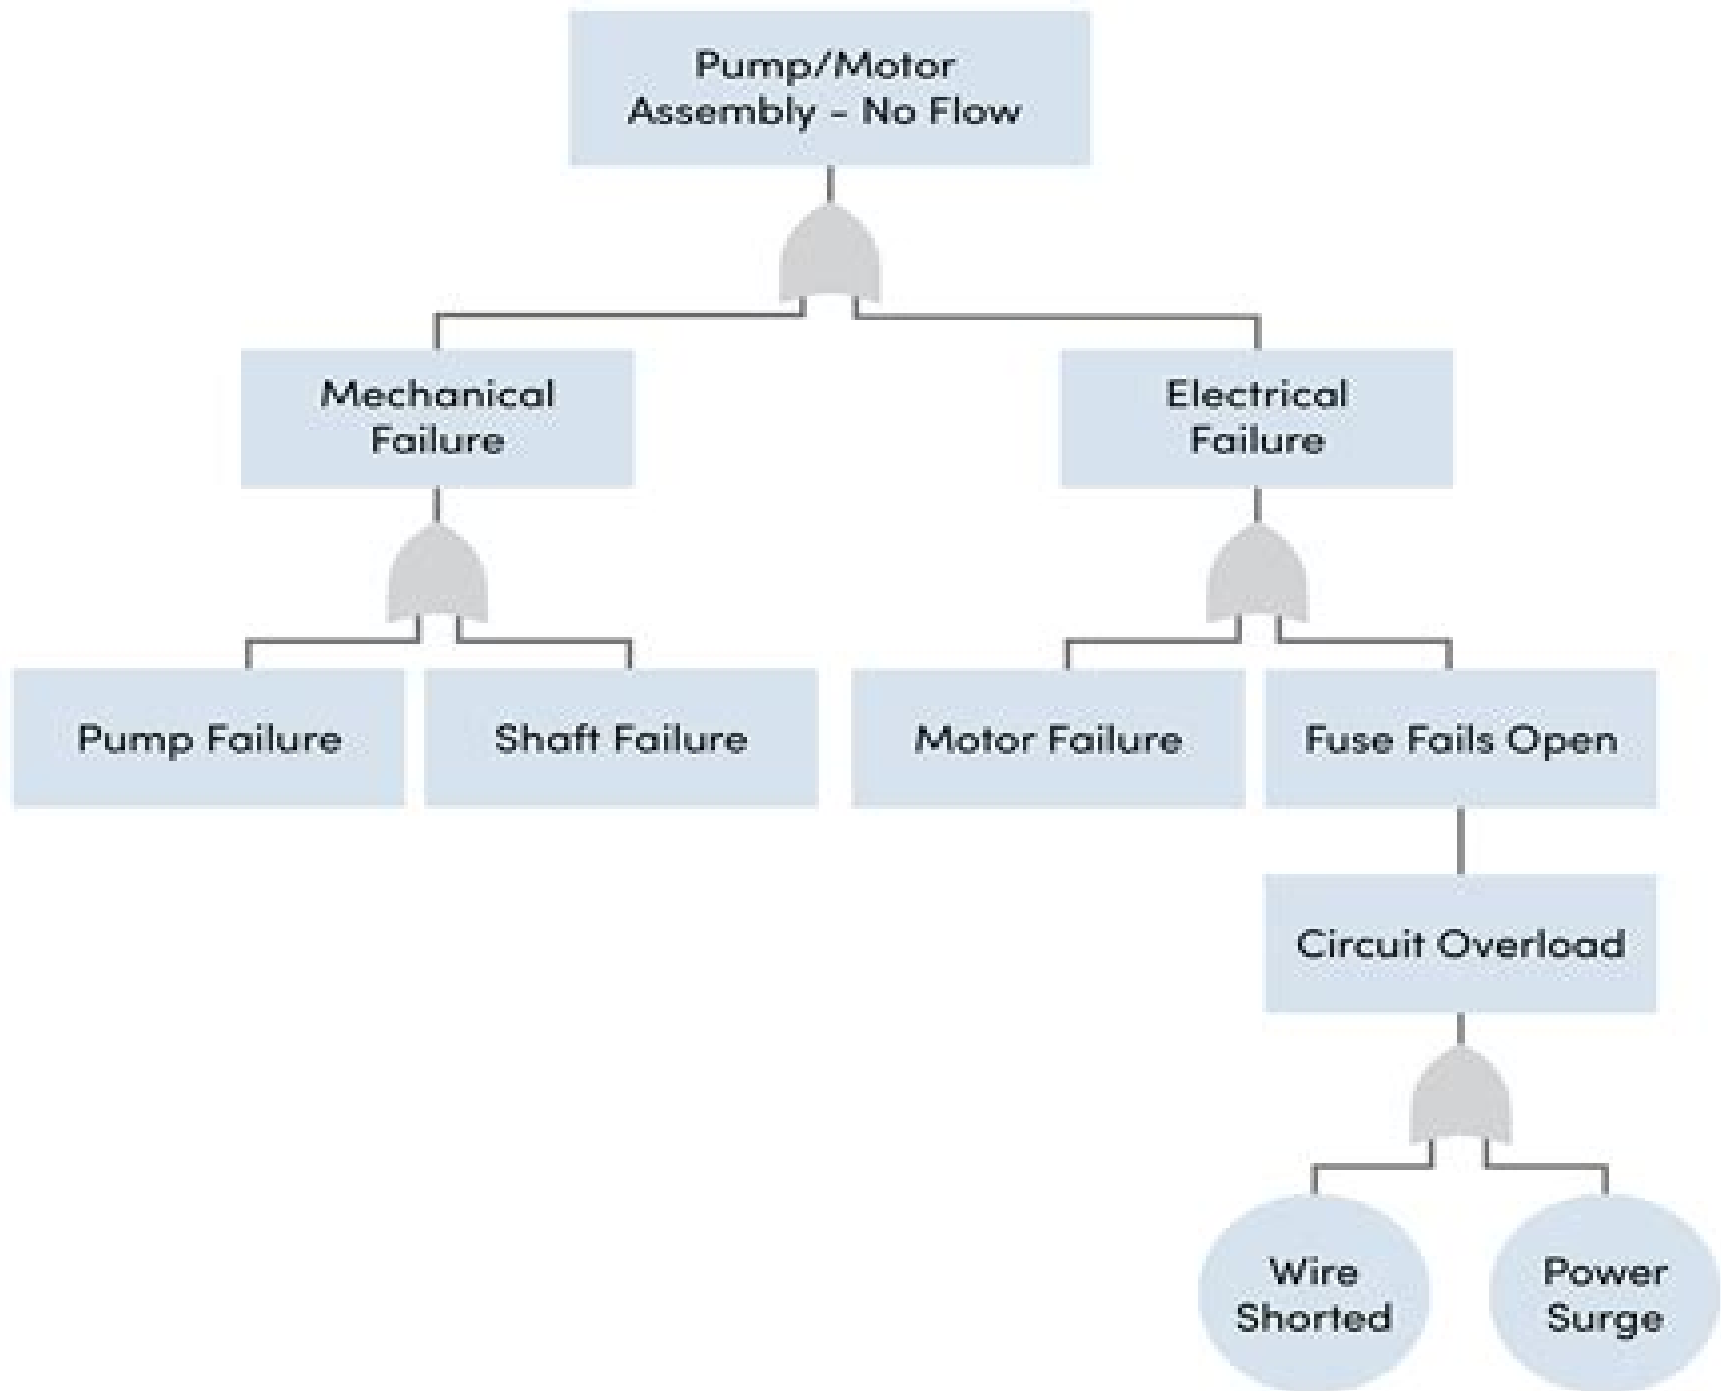 Pump/Motor
Assembly - No Flow
Mechanical
Failure
Electrical
Failure
Pump Failure
Shaft Failure
Motor Failure
Fuse Fails Open
Circuit Overload
Wire
Shorted
Power
Surge